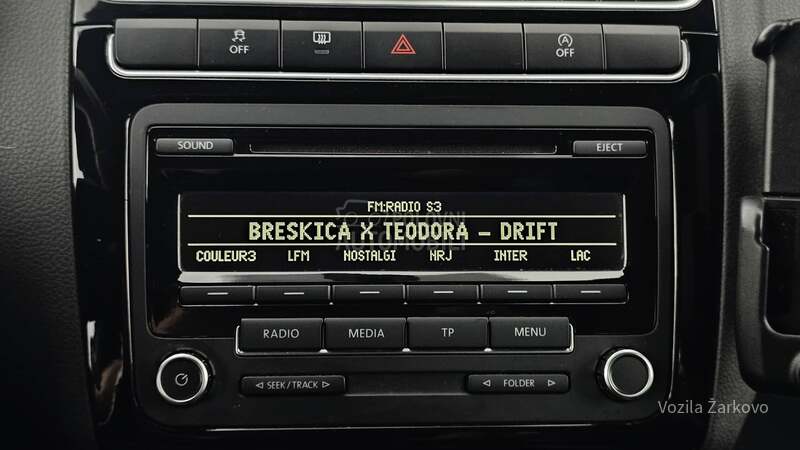 OFF OFF
SOUND EJECT
FM:RADIO S3
BRESKICA X TEODORA – DRIFT
COULEUR3 LFM NOSTALGI NRJ INTER LAC
RADIO MEDIA TP MENU
SEEK/TRACK FOLDER
Vozila Žarkovo